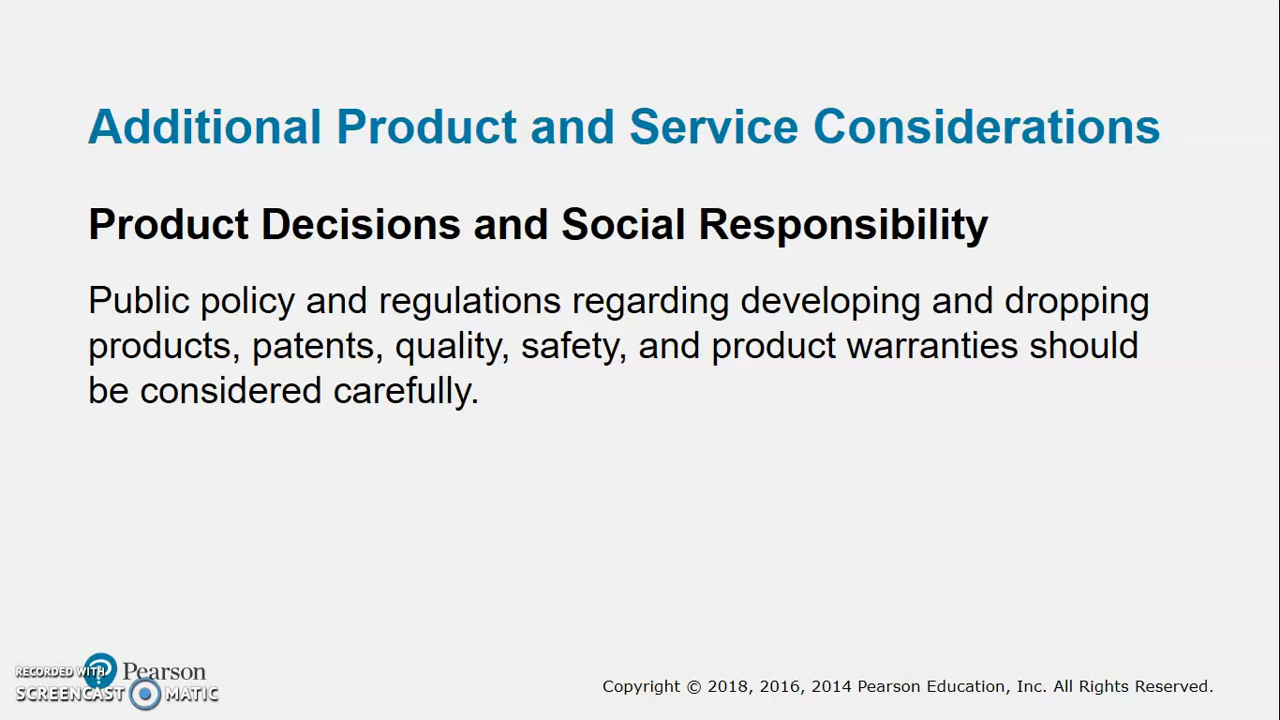 Additional Product and Service Considerations
Product Decisions and Social Responsibility
Public policy and regulations regarding developing and dropping
products, patents, quality, safety, and product warranties should
be considered carefully.
Pearson
RECORDED WITH
SCREENCAST MATIC
Copyright © 2018, 2016, 2014 Pearson Education, Inc. All Rights Reserved.